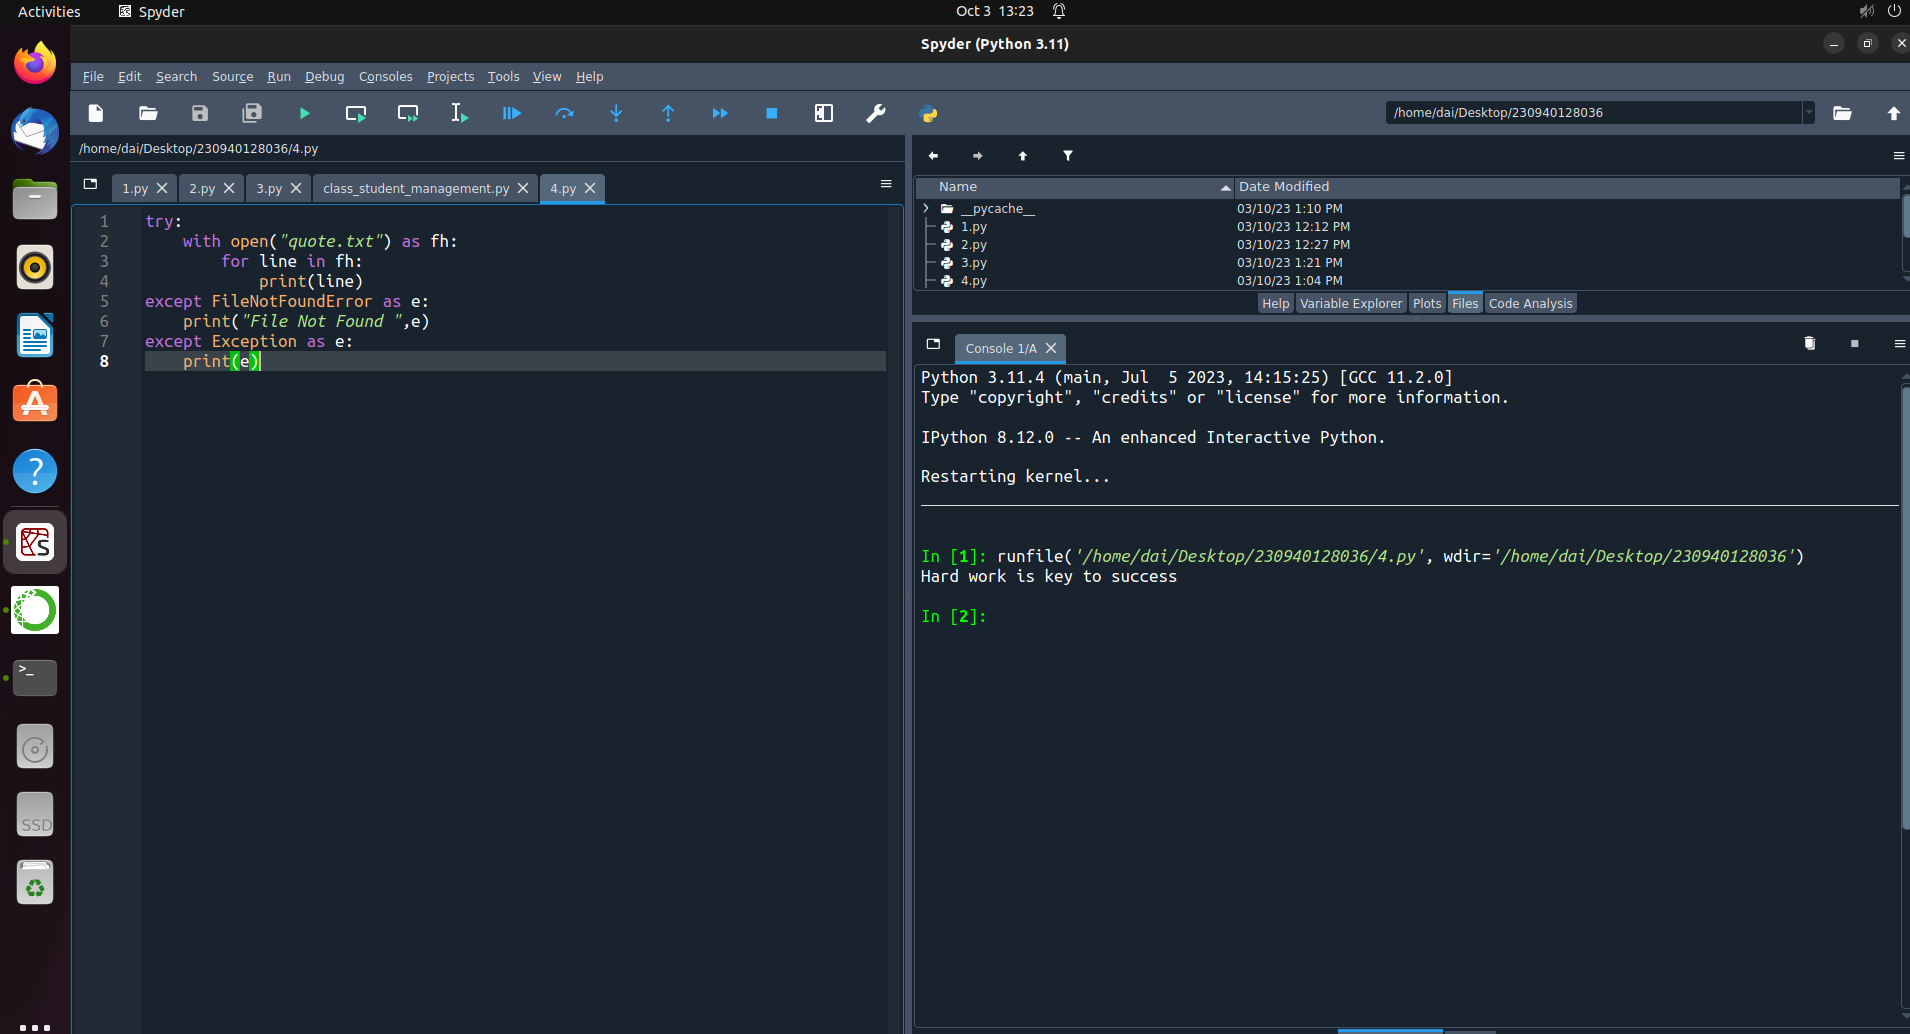 Activities Spyder Oct 3 13:23
Spyder (Python 3.11)
File Edit Search Source Run Debug Consoles Projects Tools View Help
/home/dai/Desktop/230940128036
/home/dai/Desktop/230940128036/4.py
1.py 2.py 3.py class_student_management.py 4.py
1 try:
2     with open("quote.txt") as fh:
3         for line in fh:
4             print(line)
5 except FileNotFoundError as e:
6     print("File Not Found ",e)
7 except Exception as e:
8     print(e)
Name Date Modified
__pycache__ 03/10/23 1:10 PM
1.py 03/10/23 12:12 PM
2.py 03/10/23 12:27 PM
3.py 03/10/23 1:21 PM
4.py 03/10/23 1:04 PM
Help Variable Explorer Plots Files Code Analysis
Console 1/A
Python 3.11.4 (main, Jul  5 2023, 14:15:25) [GCC 11.2.0]
Type "copyright", "credits" or "license" for more information.
IPython 8.12.0 -- An enhanced Interactive Python.
Restarting kernel...
In [1]: runfile('/home/dai/Desktop/230940128036/4.py', wdir='/home/dai/Desktop/230940128036')
Hard work is key to success
In [2]:
SSD